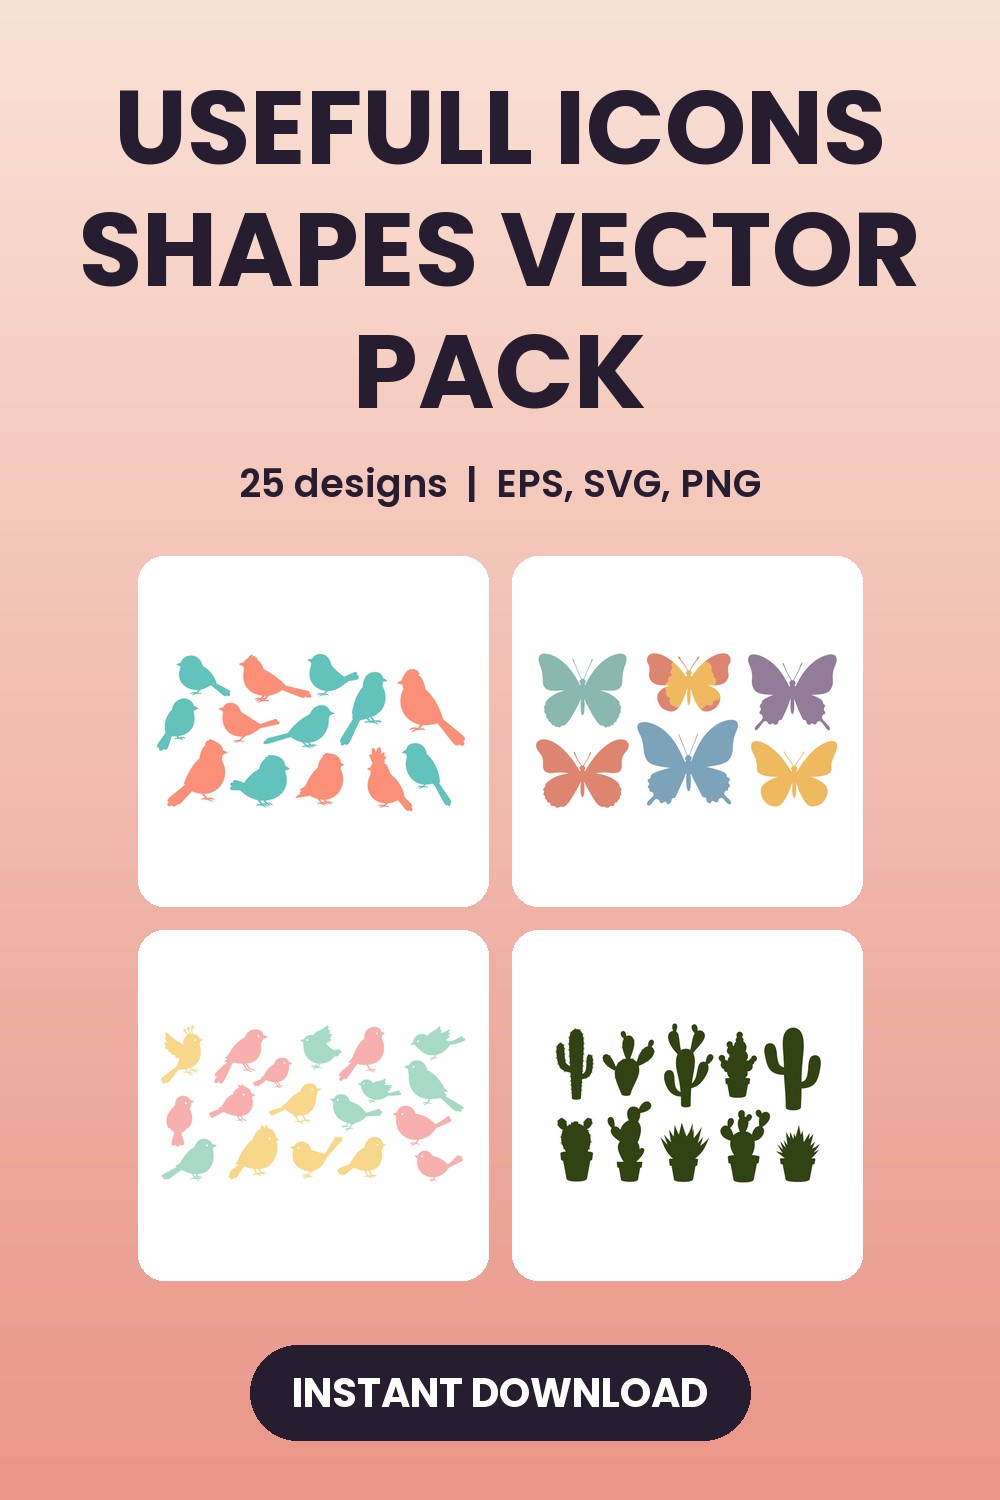 USEFULL ICONS
SHAPES VECTOR
PACK
25 designs | EPS, SVG, PNG
INSTANT DOWNLOAD